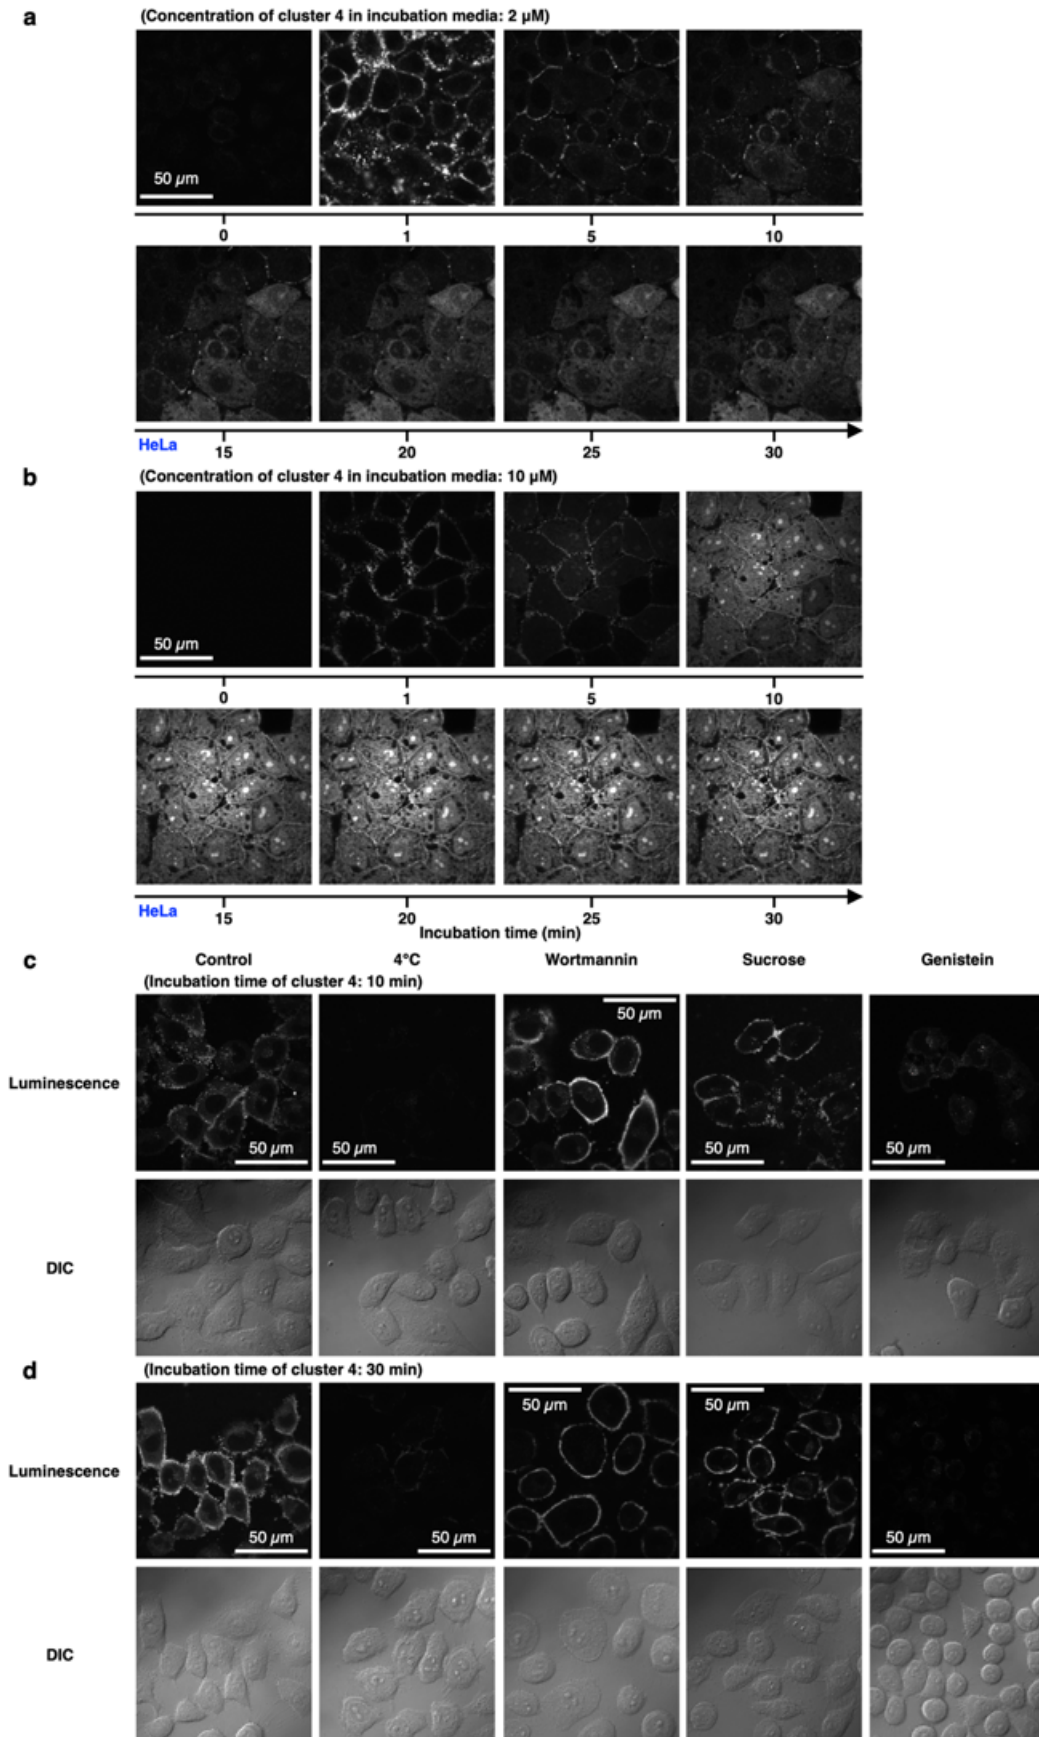 a
(Concentration of cluster 4 in incubation media: 2 µM)
50 µm
0 1 5 10
HeLa
15 20 25 30
b
(Concentration of cluster 4 in incubation media: 10 µM)
50 µm
0 1 5 10
HeLa
15 20 25 30
Incubation time (min)
c
Control 4°C Wortmannin Sucrose Genistein
(Incubation time of cluster 4: 10 min)
50 µm
Luminescence
50 µm 50 µm 50 µm 50 µm
DIC
d
(Incubation time of cluster 4: 30 min)
50 µm 50 µm
Luminescence
50 µm 50 µm 50 µm
DIC